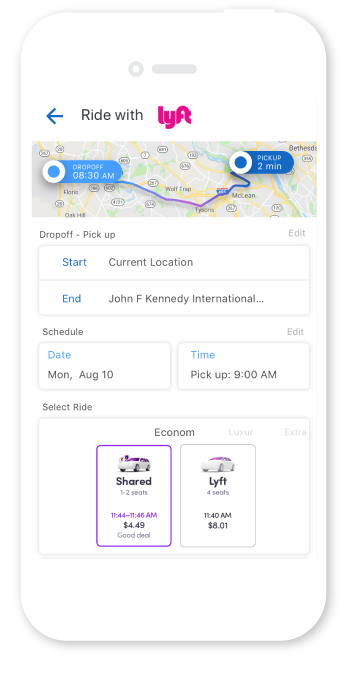 Ride with lyft
Bethesda
DROPOFF
08:30 AM
PICKUP
2 min
Floris
Wolf Trap
McLean
Tysons
Oak Hill
Dropoff - Pick up
Edit
Start Current Location
End John F Kennedy International...
Schedule
Edit
Date
Mon, Aug 10
Time
Pick up: 9:00 AM
Select Ride
Econom Luxur Extra
Shared
1-2 seats
11:44–11:46 AM
$4.49
Good deal
Lyft
4 seats
11:40 AM
$8.01